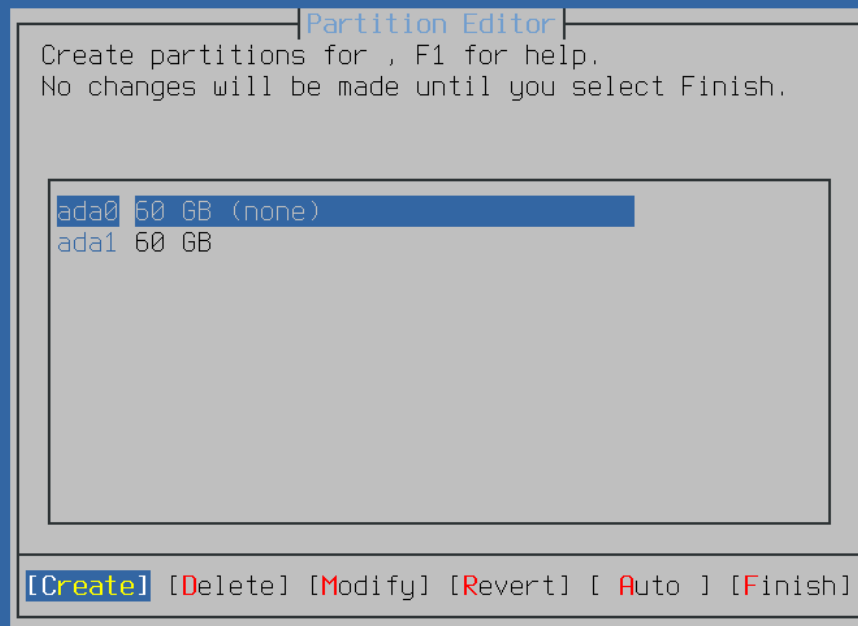 Partition Editor
Create partitions for , F1 for help.
No changes will be made until you select Finish.
ada0 60 GB (none)
ada1 60 GB
[Create] [Delete] [Modify] [Revert] [ Auto ] [Finish]